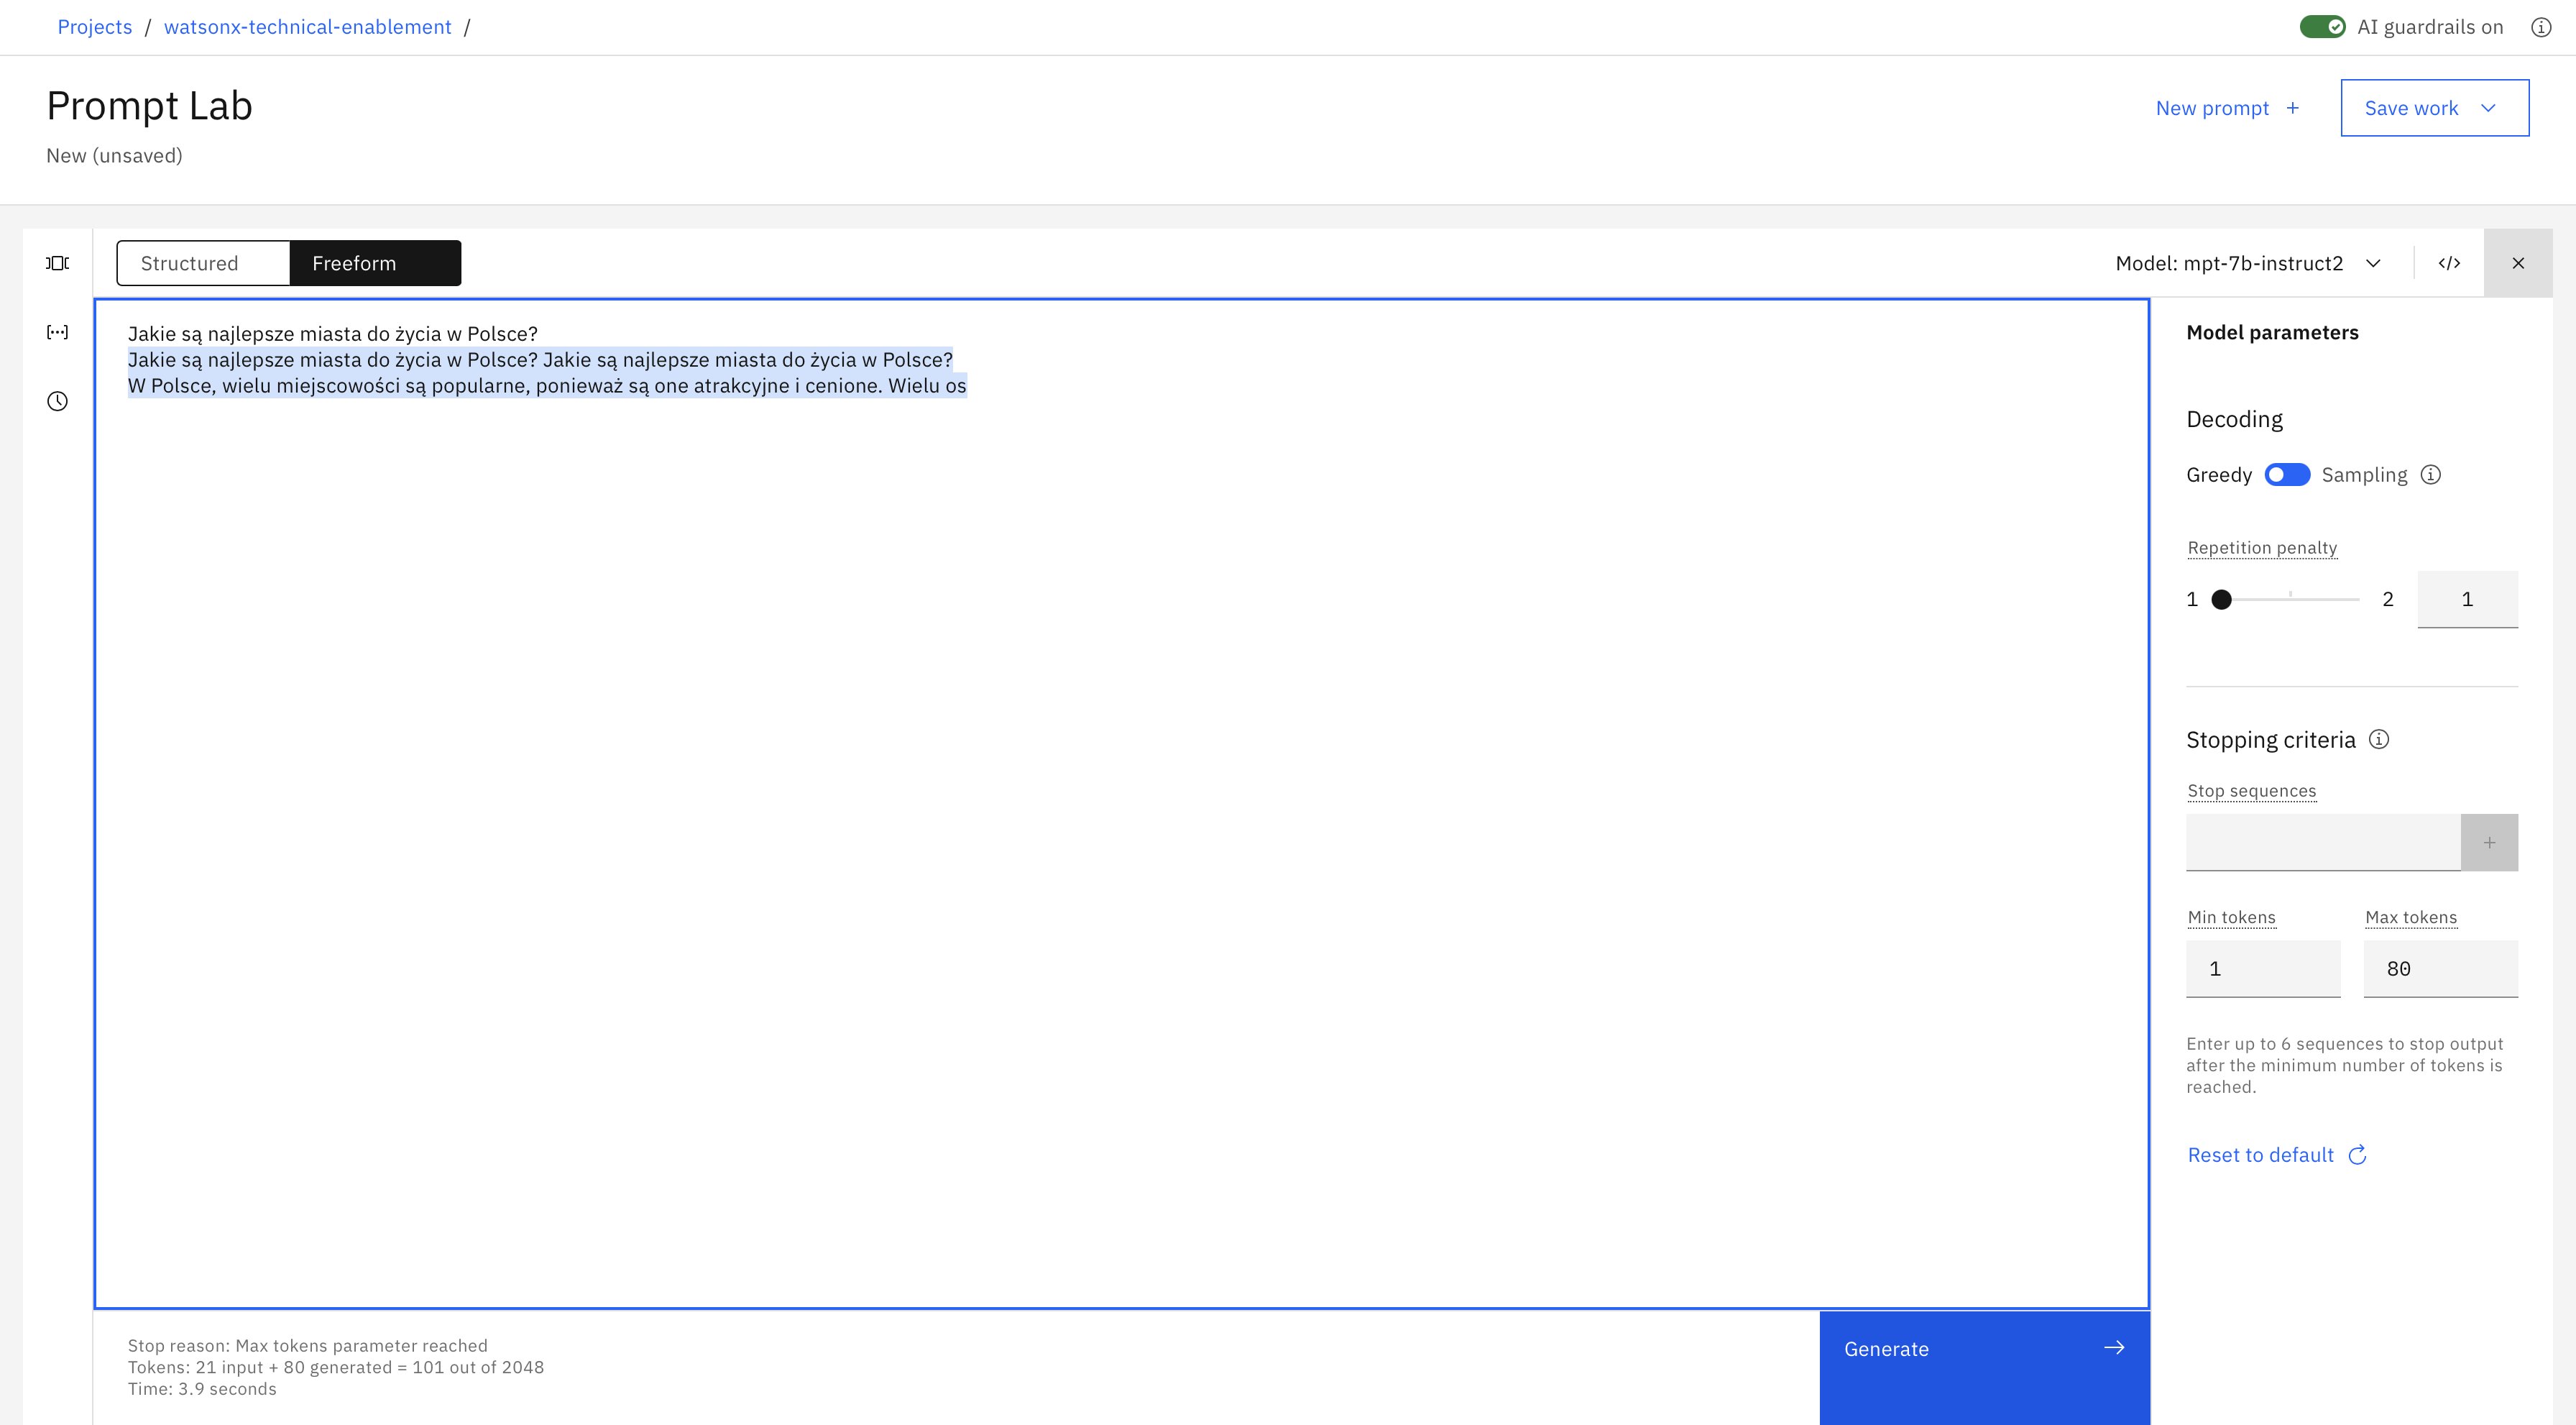 Projects / watsonx-technical-enablement /
AI guardrails on
Prompt Lab
New (unsaved)
New prompt +
Save work
Structured
Freeform
Model: mpt-7b-instruct2
Jakie są najlepsze miasta do życia w Polsce?
Jakie są najlepsze miasta do życia w Polsce? Jakie są najlepsze miasta do życia w Polsce?
W Polsce, wielu miejscowości są popularne, ponieważ są one atrakcyjne i cenione. Wielu os
Model parameters
Decoding
Greedy
Sampling
Repetition penalty
1
2
1
Stopping criteria
Stop sequences
Min tokens
Max tokens
1
80
Enter up to 6 sequences to stop output
after the minimum number of tokens is
reached.
Reset to default
Stop reason: Max tokens parameter reached
Tokens: 21 input + 80 generated = 101 out of 2048
Time: 3.9 seconds
Generate